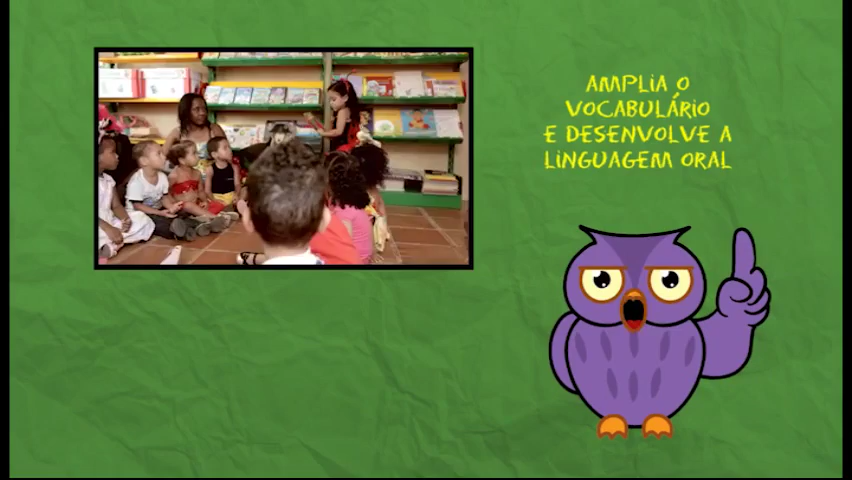 AMPLIA O
VOCABULÁRIO
E DESENVOLVE A
LINGUAGEM ORAL